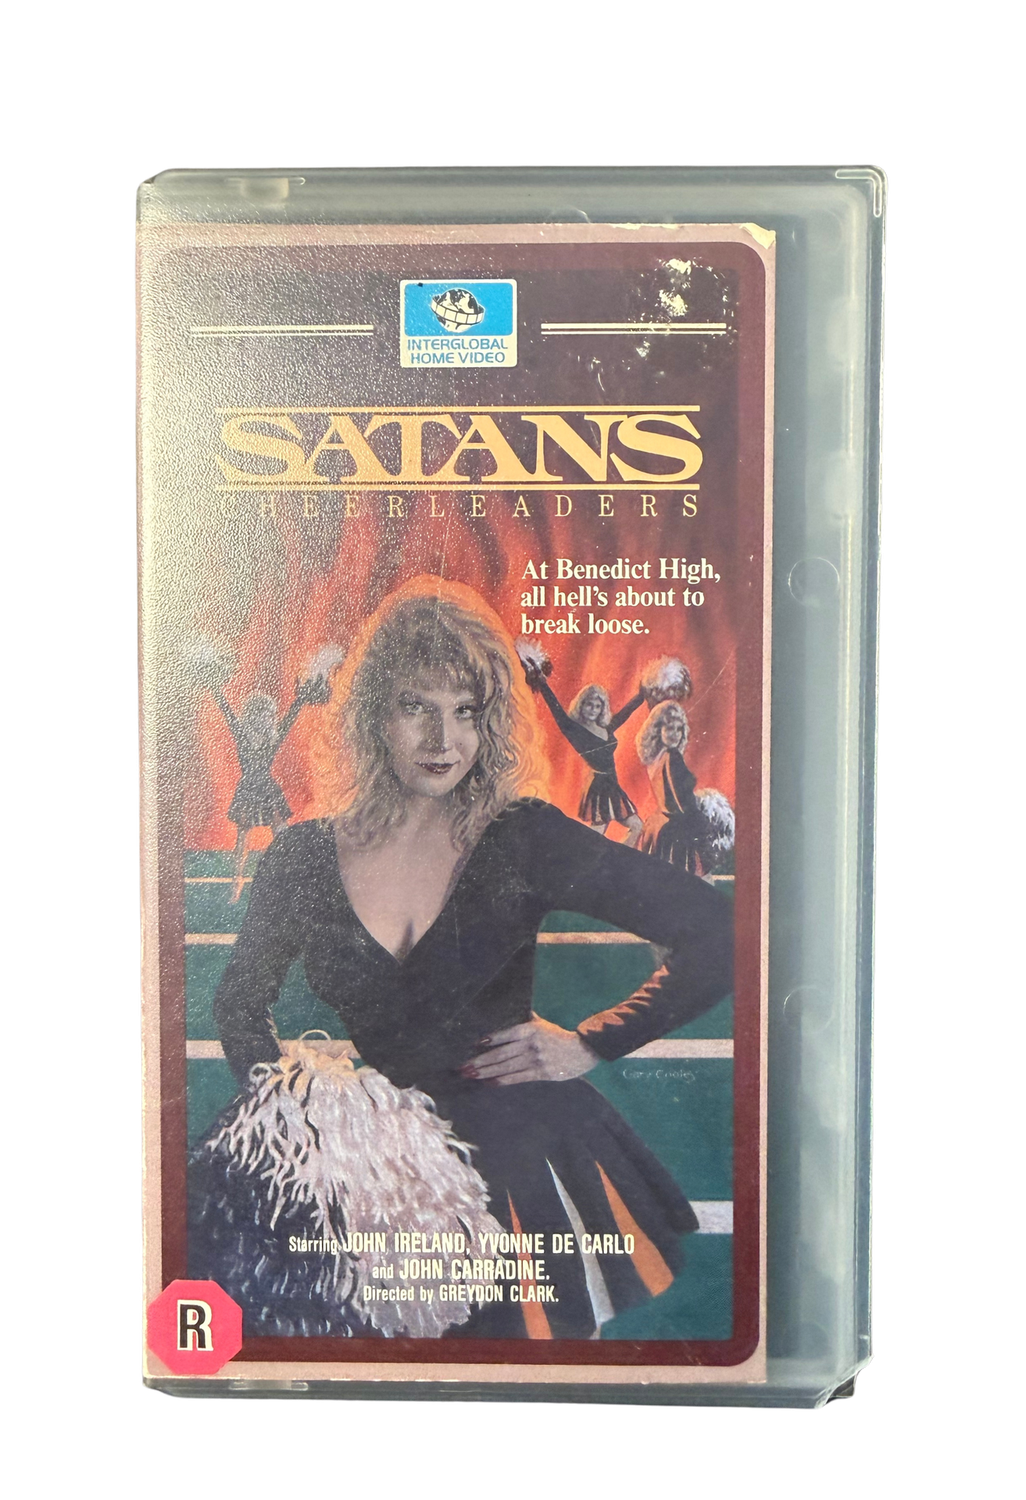 INTERGLOBAL
HOME VIDEO
SATANS
CHEERLEADERS
At Benedict High,
all hell's about to
break loose.
Starring JOHN IRELAND, YVONNE DE CARLO
and JOHN CARRADINE.
Directed by GREYDON CLARK.
R